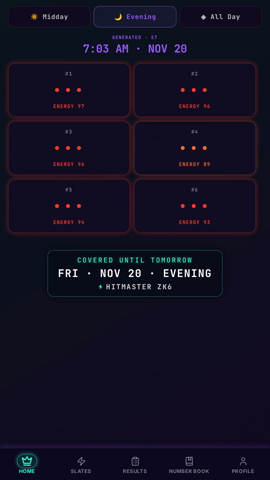 Midday
Evening
All Day
GENERATED · ET
7:03 AM · NOV 20
#1
#2
ENERGY 97
ENERGY 96
#3
#4
ENERGY 96
ENERGY 89
#5
#6
ENERGY 94
ENERGY 93
COVERED UNTIL TOMORROW
FRI · NOV 20 · EVENING
HITMASTER ZK6
HOME
SLATES
RESULTS
NUMBER BOOK
PROFILE